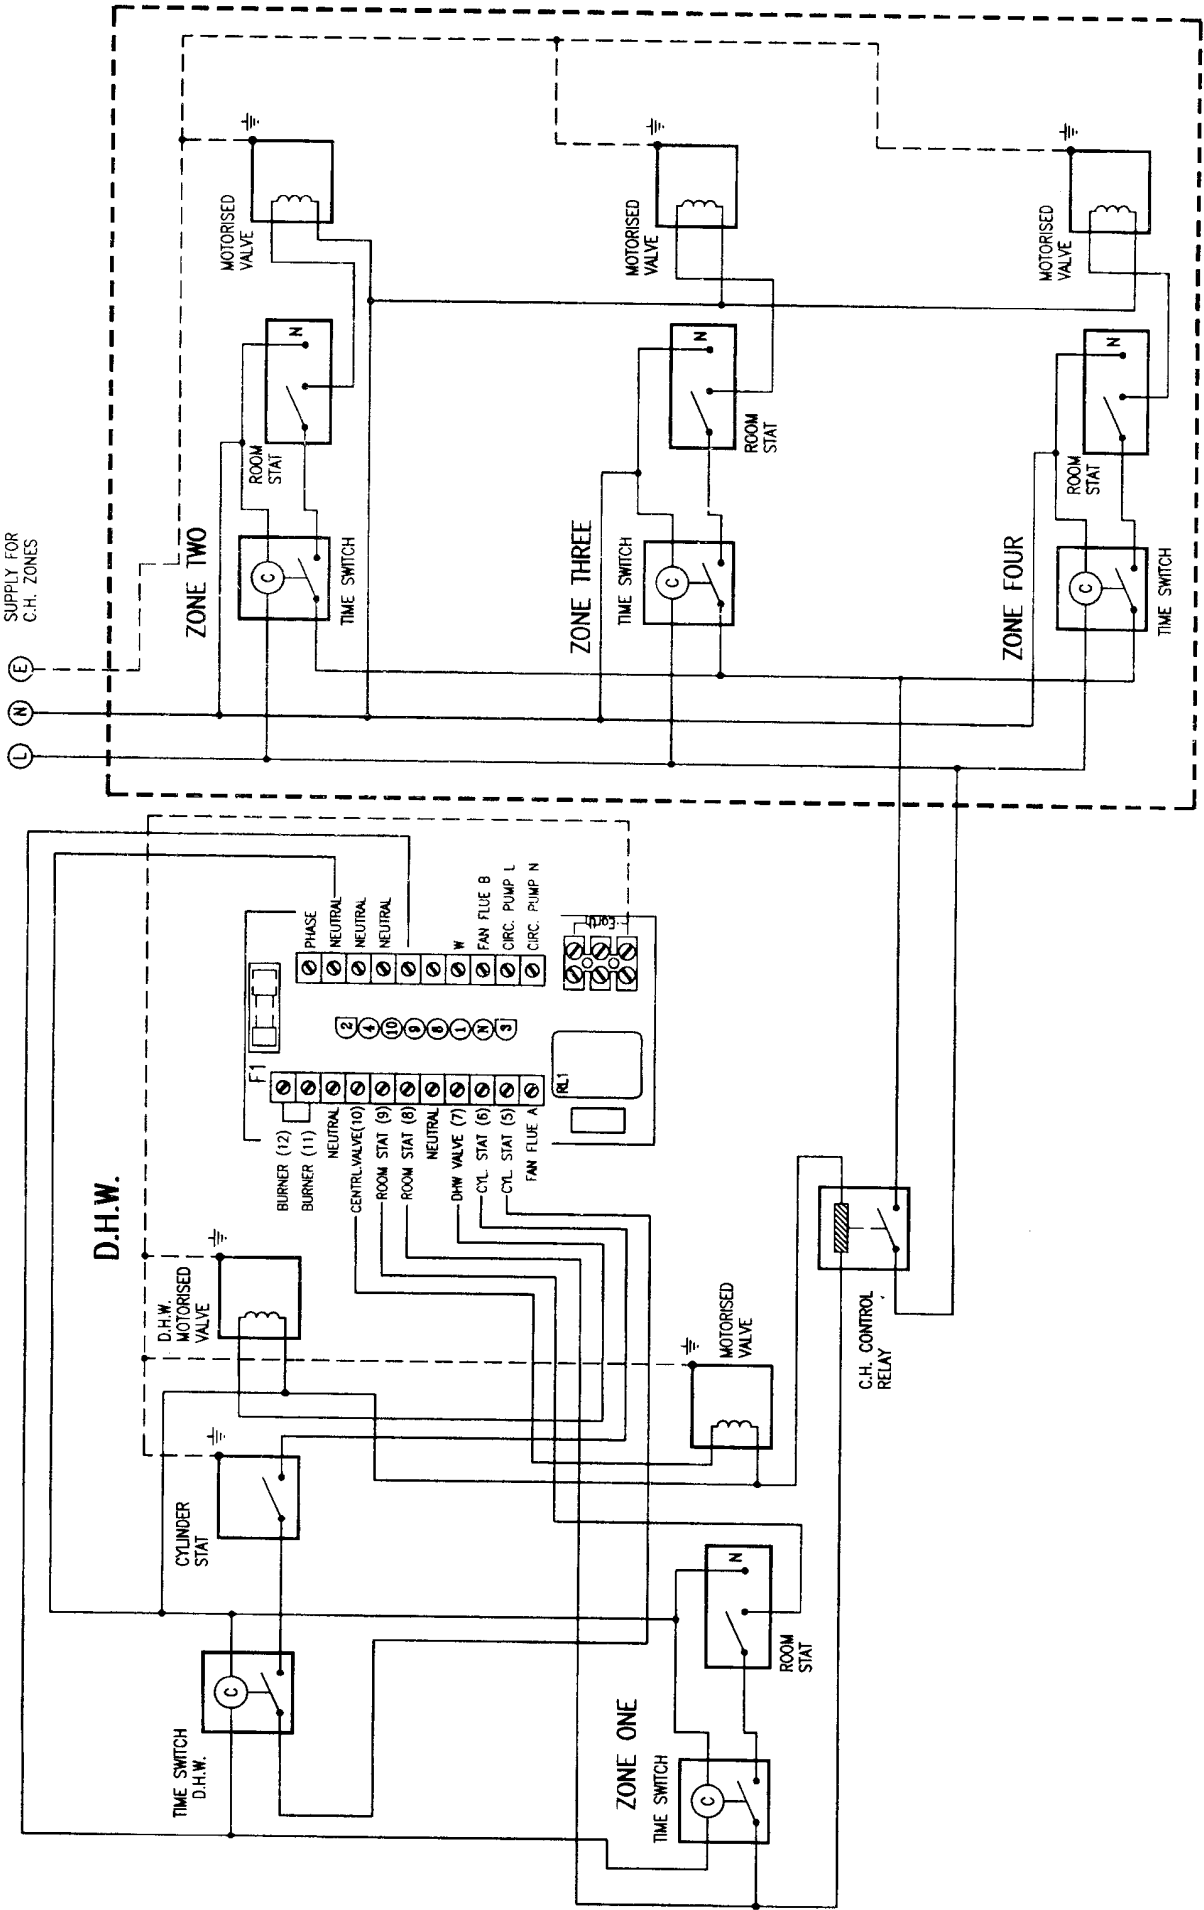 SUPPLY FOR
C.H. ZONES
L
N
E
ZONE TWO
C
TIME SWITCH
ROOM
STAT
N
MOTORISED
VALVE
ZONE THREE
C
TIME SWITCH
ROOM
STAT
N
MOTORISED
VALVE
ZONE FOUR
C
TIME SWITCH
ROOM
STAT
N
MOTORISED
VALVE
D.H.W.
PHASE
NEUTRAL
NEUTRAL
NEUTRAL
W
FAN FLUE B
CIRC. PUMP L
CIRC. PUMP N
Earth
F1
2
4
10
9
8
1
N
3
RL1
BURNER (12)
BURNER (11)
NEUTRAL
CENTRL.VALVE(10)
ROOM STAT (9)
ROOM STAT (8)
NEUTRAL
DHW VALVE (7)
CYL. STAT (6)
CYL. STAT (5)
FAN FLUE A
D.H.W.
MOTORISED
VALVE
CYLINDER
STAT
C
TIME SWITCH
D.H.W.
MOTORISED
VALVE
C.H. CONTROL
RELAY
ZONE ONE
C
TIME SWITCH
ROOM
STAT
N